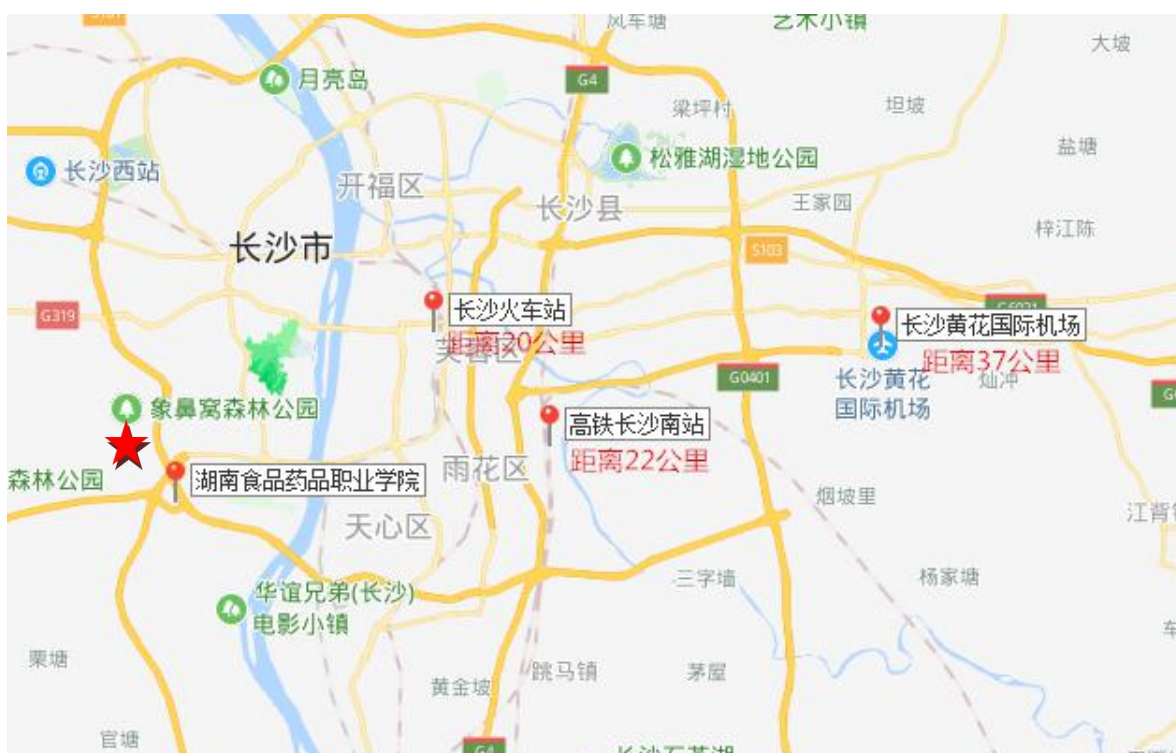 风车塘
艺术小镇
大坡
月亮岛
G4
梁坪村
坦坡
盐塘
长沙西站
松雅湖湿地公园
开福区
长沙县
王家园
梓江陈
长沙市
S103
G319
长沙火车站
距离20公里
芙蓉区
长沙黄花国际机场
距离37公里
长沙黄花
国际机场
灿冲
G0401
象鼻窝森林公园
高铁长沙南站
距离22公里
森林公园
湖南食品药品职业学院
雨花区
天心区
烟坡里
三字墙
杨家塘
华谊兄弟(长沙)
电影小镇
栗塘
黄金坡
跳马镇
茅屋
官塘
G4